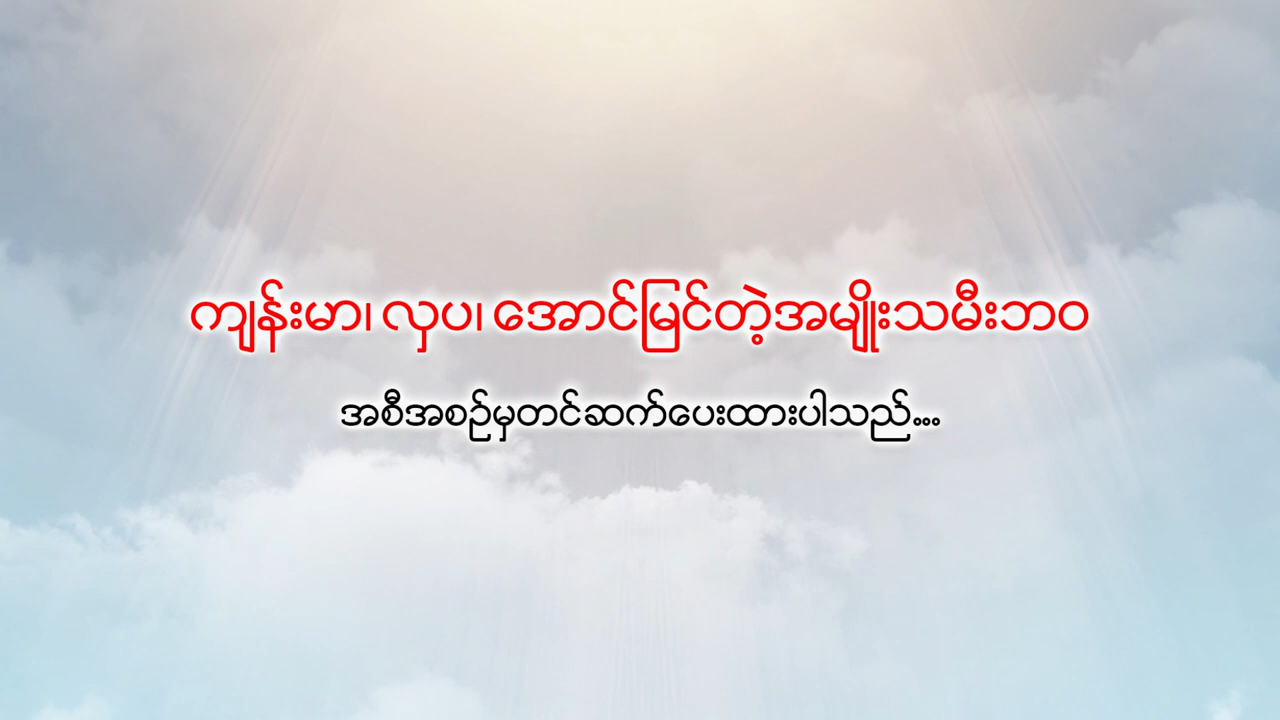 ကျန်းမာ၊ လှပ၊ အောင်မြင်တဲ့အမျိုးသမီးဘဝ
အစီအစဉ်မှတင်ဆက်ပေးထားပါသည်...